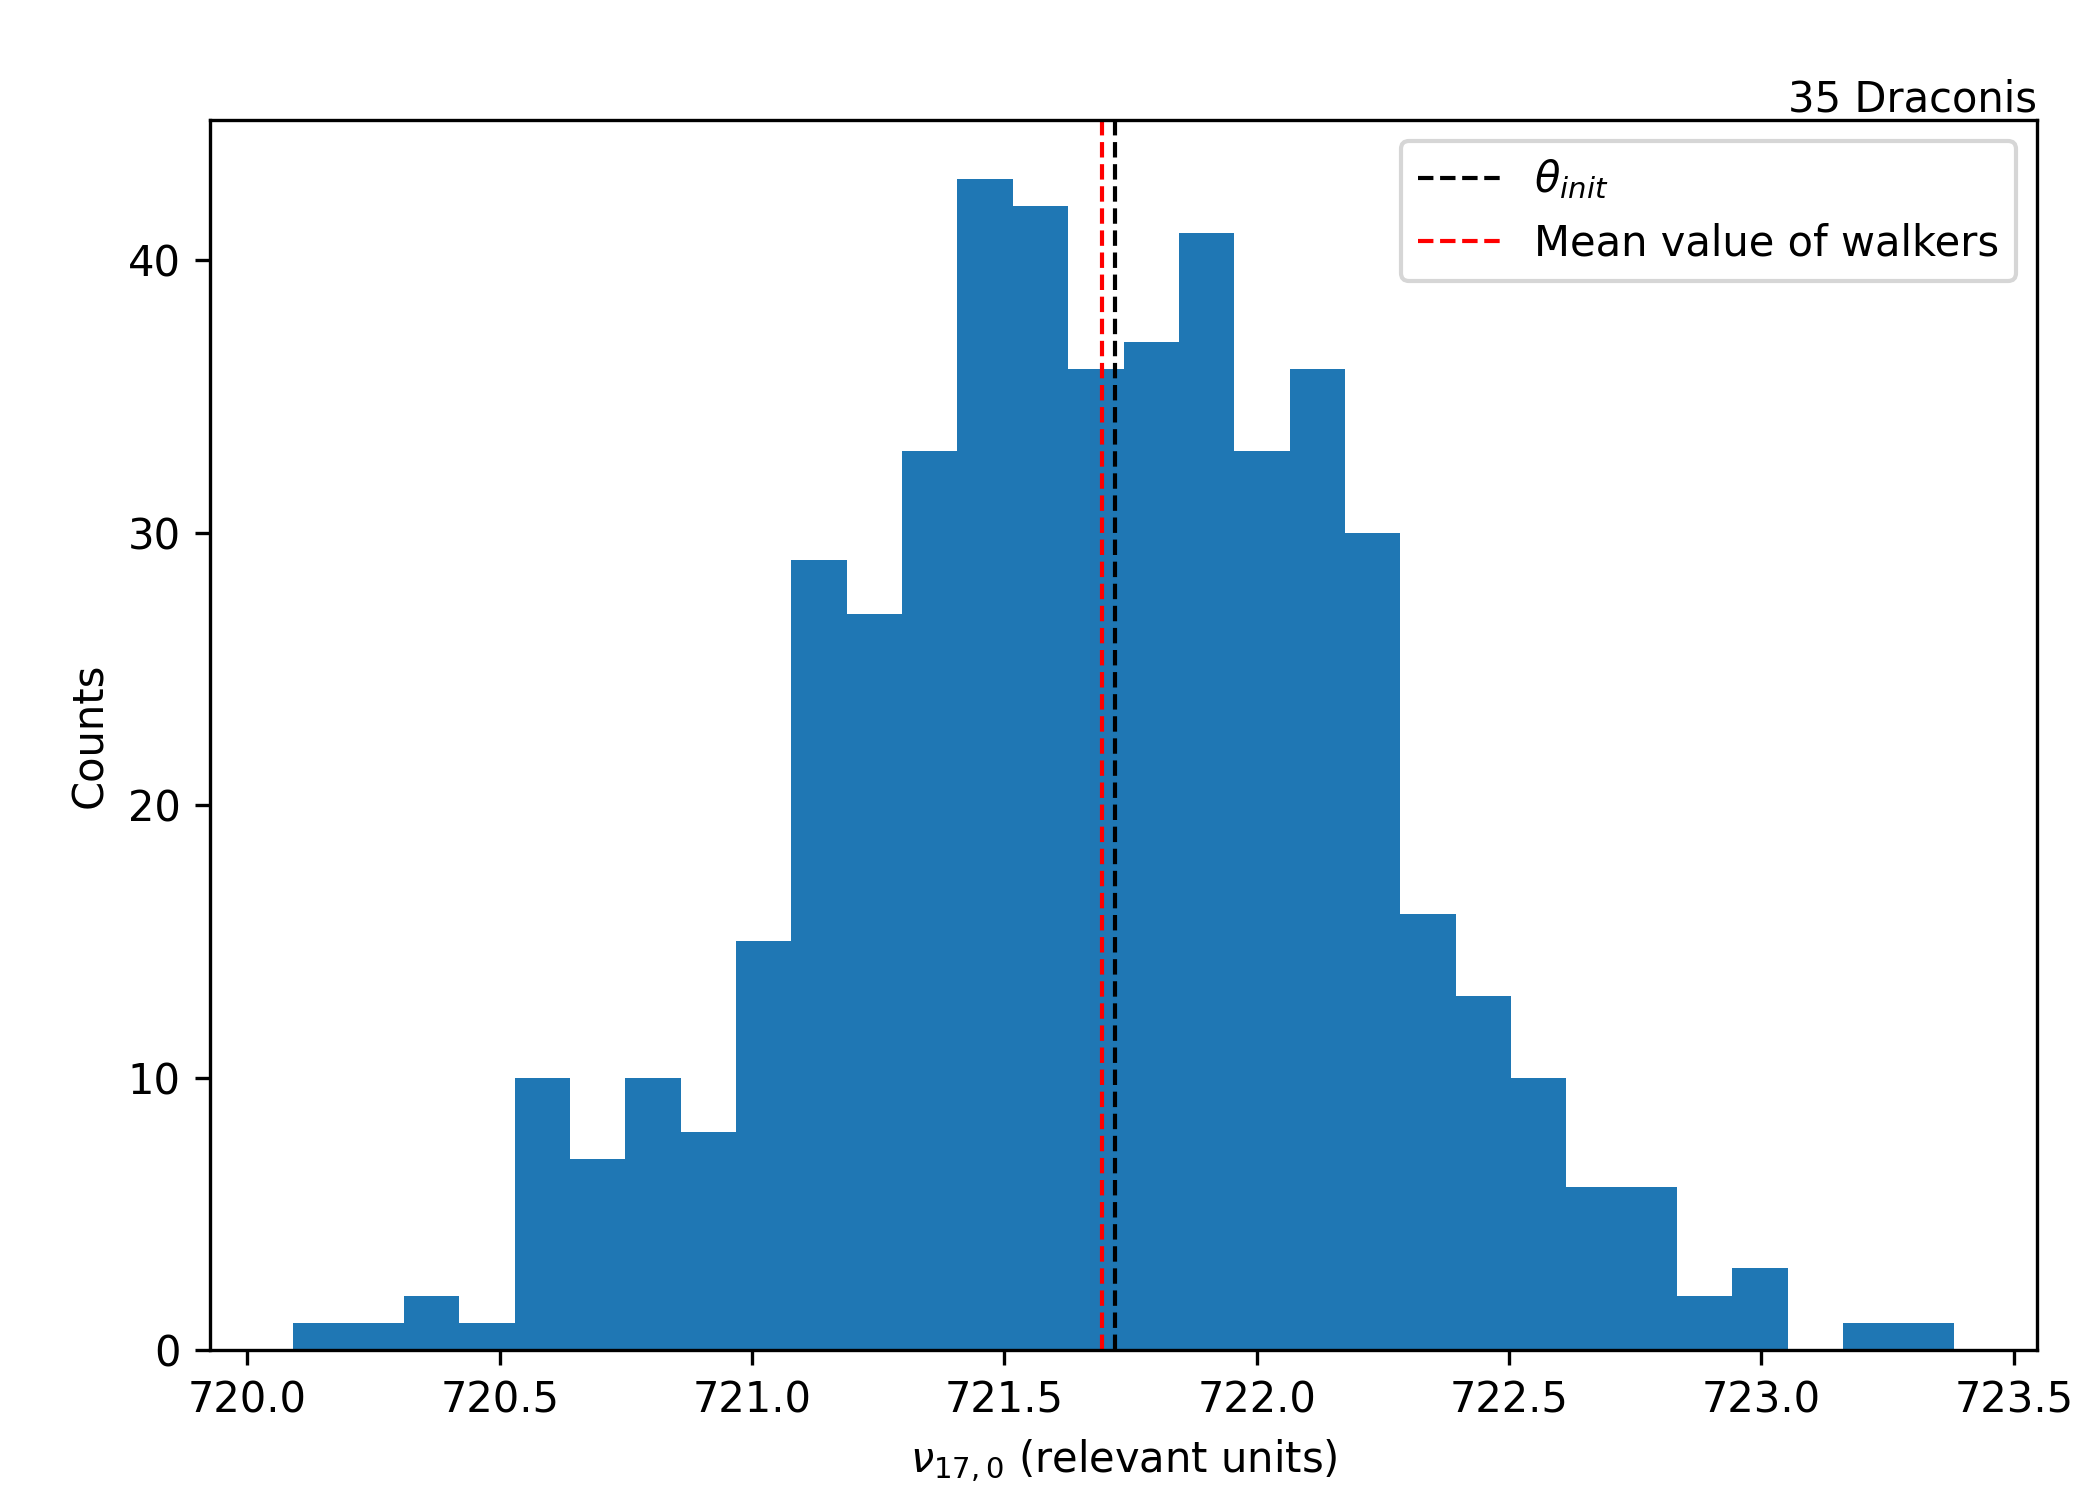 35 Draconis
θinit
Mean value of walkers
40
30
20
10
0
Counts
720.0 720.5 721.0 721.5 722.0 722.5 723.0 723.5
ν17,0 (relevant units)